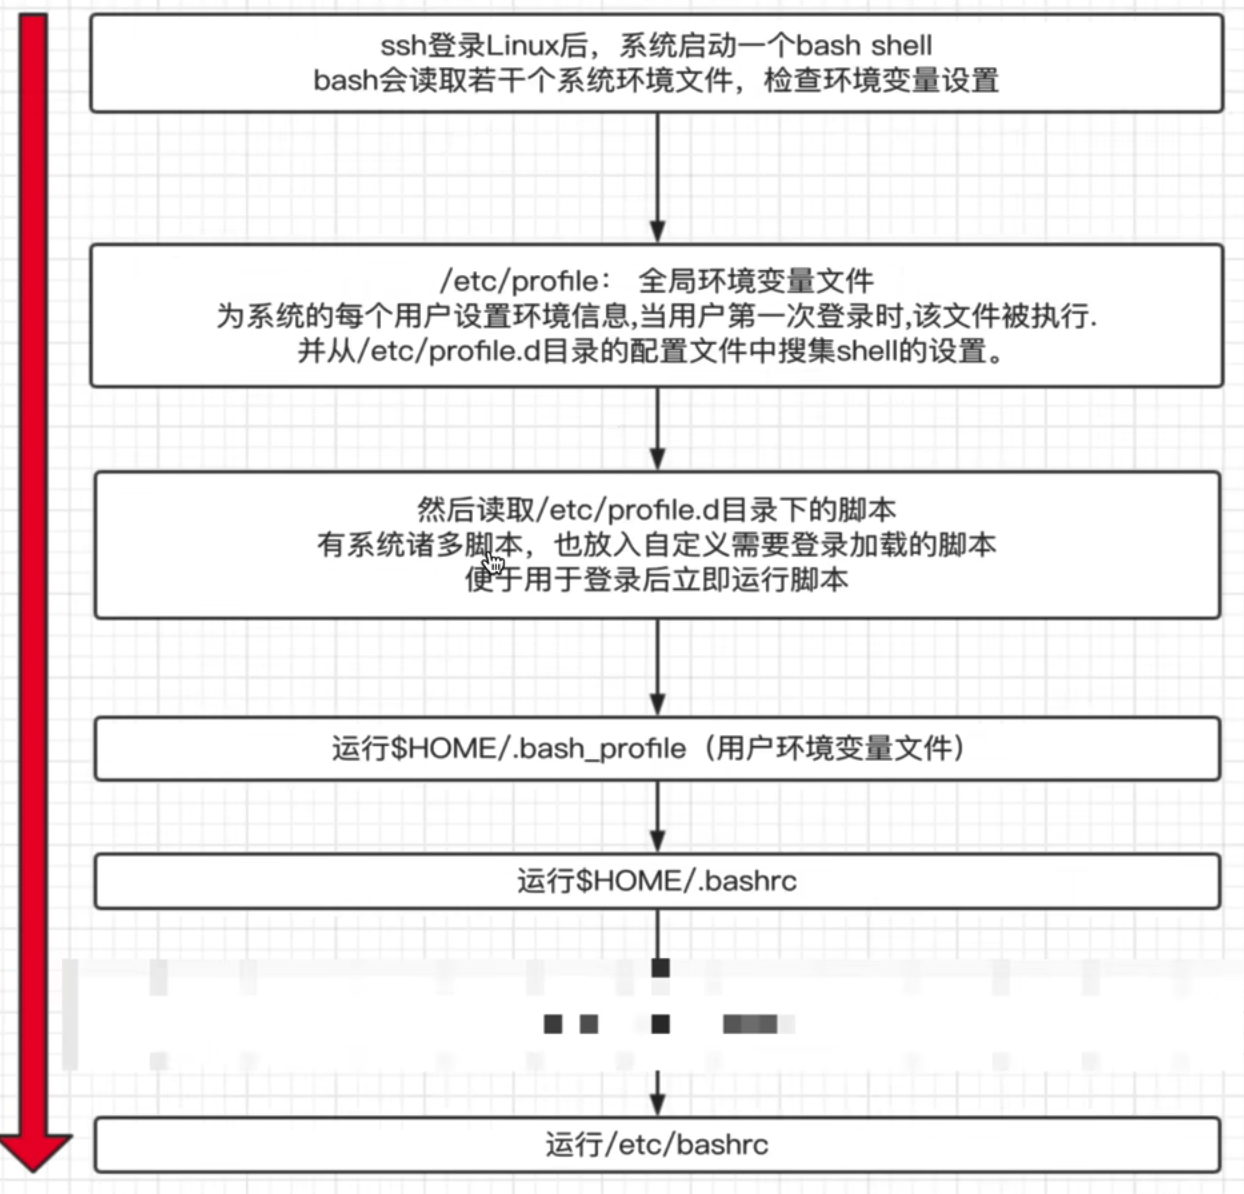 ssh登录Linux后，系统启动一个bash shell
bash会读取若干个系统环境文件，检查环境变量设置
/etc/profile： 全局环境变量文件
为系统的每个用户设置环境信息,当用户第一次登录时,该文件被执行.
并从/etc/profile.d目录的配置文件中搜集shell的设置。
然后读取/etc/profile.d目录下的脚本
有系统诸多脚本，也放入自定义需要登录加载的脚本
便于用于登录后立即运行脚本
运行$HOME/.bash_profile（用户环境变量文件）
运行$HOME/.bashrc
运行/etc/bashrc